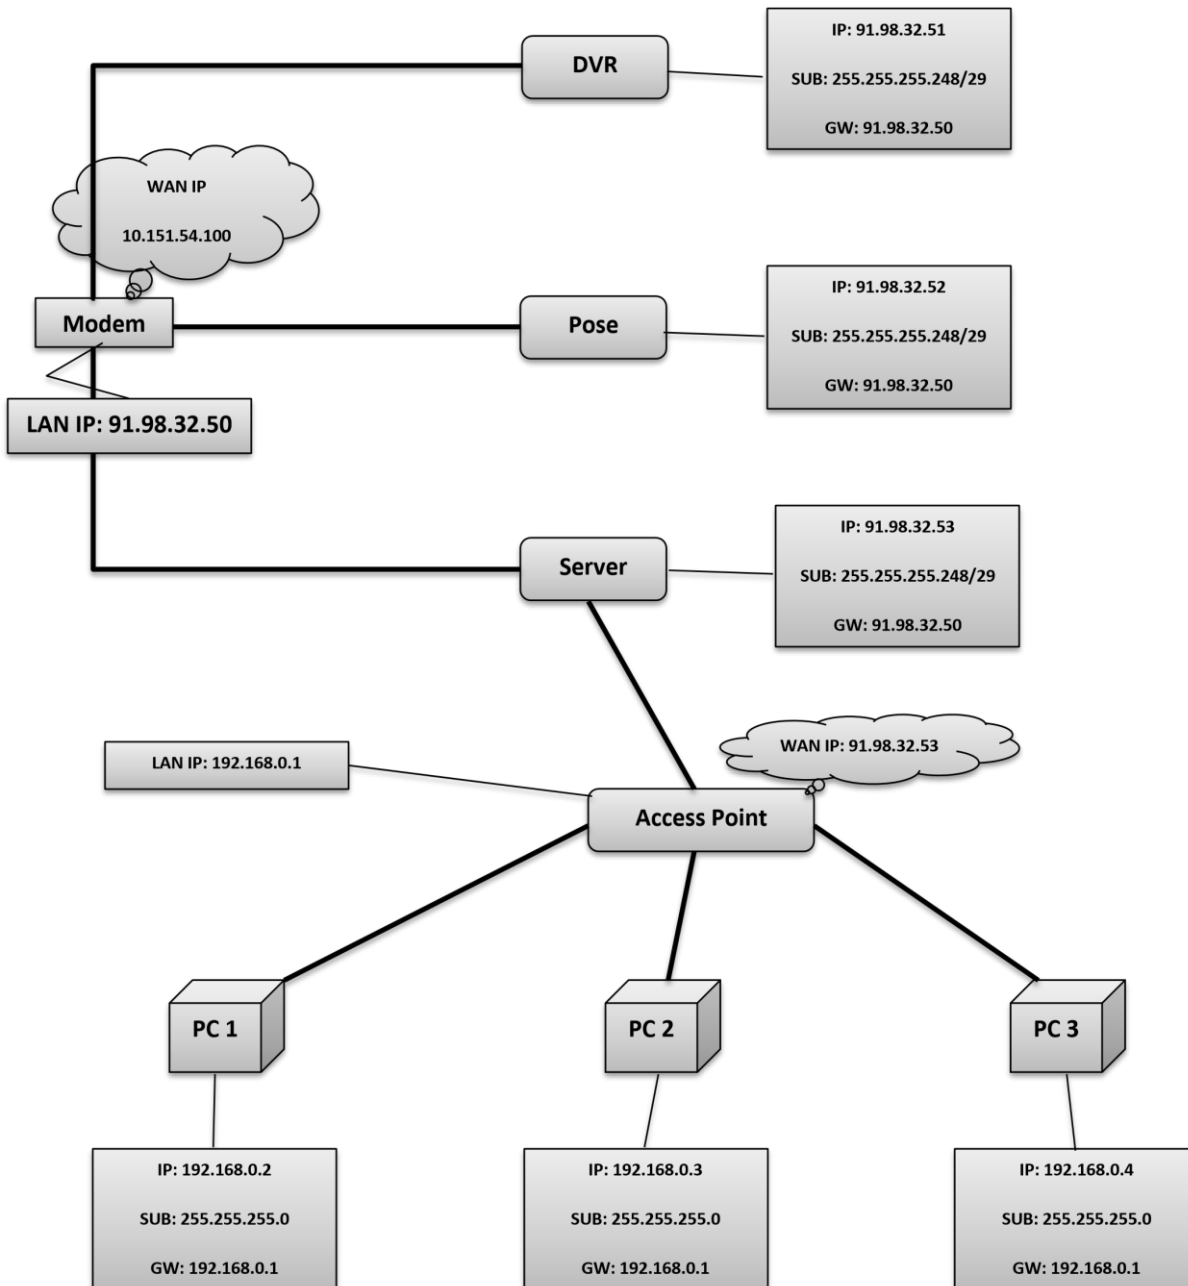 DVR
IP: 91.98.32.51
SUB: 255.255.255.248/29
GW: 91.98.32.50
WAN IP
10.151.54.100
Modem
LAN IP: 91.98.32.50
Pose
IP: 91.98.32.52
SUB: 255.255.255.248/29
GW: 91.98.32.50
Server
IP: 91.98.32.53
SUB: 255.255.255.248/29
GW: 91.98.32.50
LAN IP: 192.168.0.1
WAN IP: 91.98.32.53
Access Point
PC 1
PC 2
PC 3
IP: 192.168.0.2
SUB: 255.255.255.0
GW: 192.168.0.1
IP: 192.168.0.3
SUB: 255.255.255.0
GW: 192.168.0.1
IP: 192.168.0.4
SUB: 255.255.255.0
GW: 192.168.0.1